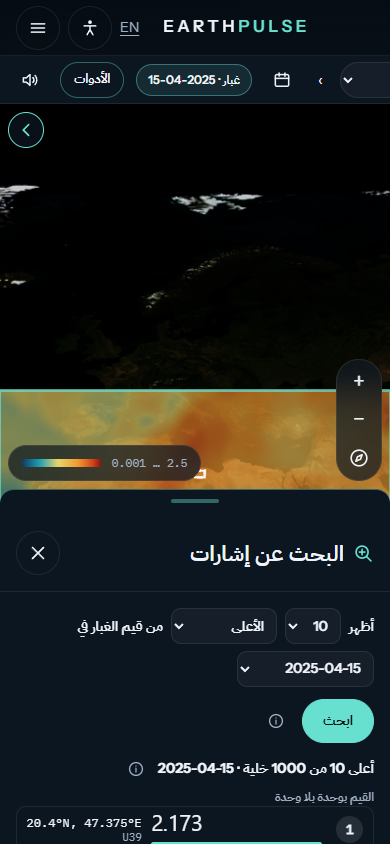 EN EARTHPULSE
الأدوات غبار · 2025-04-15 ›
+
−
0.001 … 2.5
البحث عن إشارات
أظهر 10 الأعلى من قيم الغبار في
2025-04-15
ابحث
أعلى 10 من 1000 خلية · 2025-04-15
القيم بوحدة بلا وحدة
1 2.173 20.4°N, 47.375°E
U39